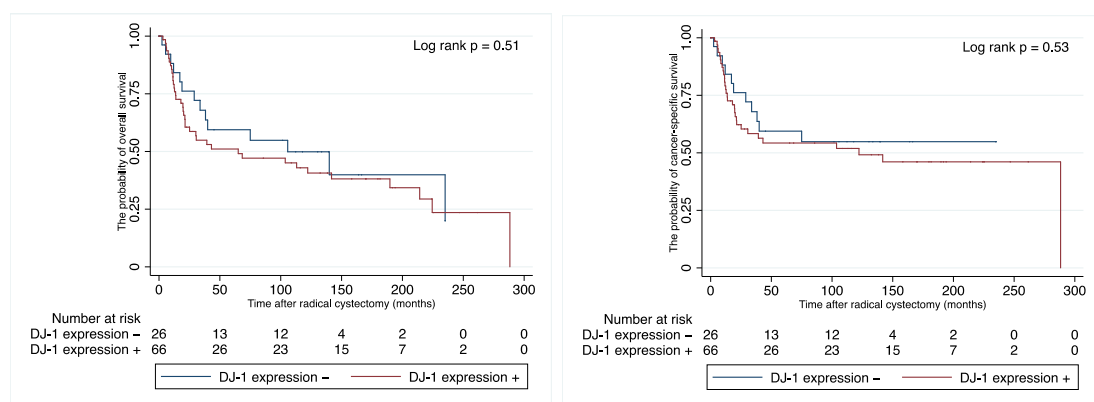 Log rank p = 0.51
The probability of overall survival
1.00
0.75
0.50
0.25
0
0 50 100 150 200 250 300
Time after radical cystectomy (months)
Number at risk
DJ-1 expression – 26 13 12 4 2 0 0
DJ-1 expression + 66 26 23 15 7 2 0
DJ-1 expression – DJ-1 expression +
Log rank p = 0.53
The probability of cancer-specific survival
1.00
0.75
0.50
0.25
0
0 50 100 150 200 250 300
Time after radical cystectomy (months)
Number at risk
DJ-1 expression – 26 13 12 4 2 0 0
DJ-1 expression + 66 26 23 15 7 2 0
DJ-1 expression – DJ-1 expression +